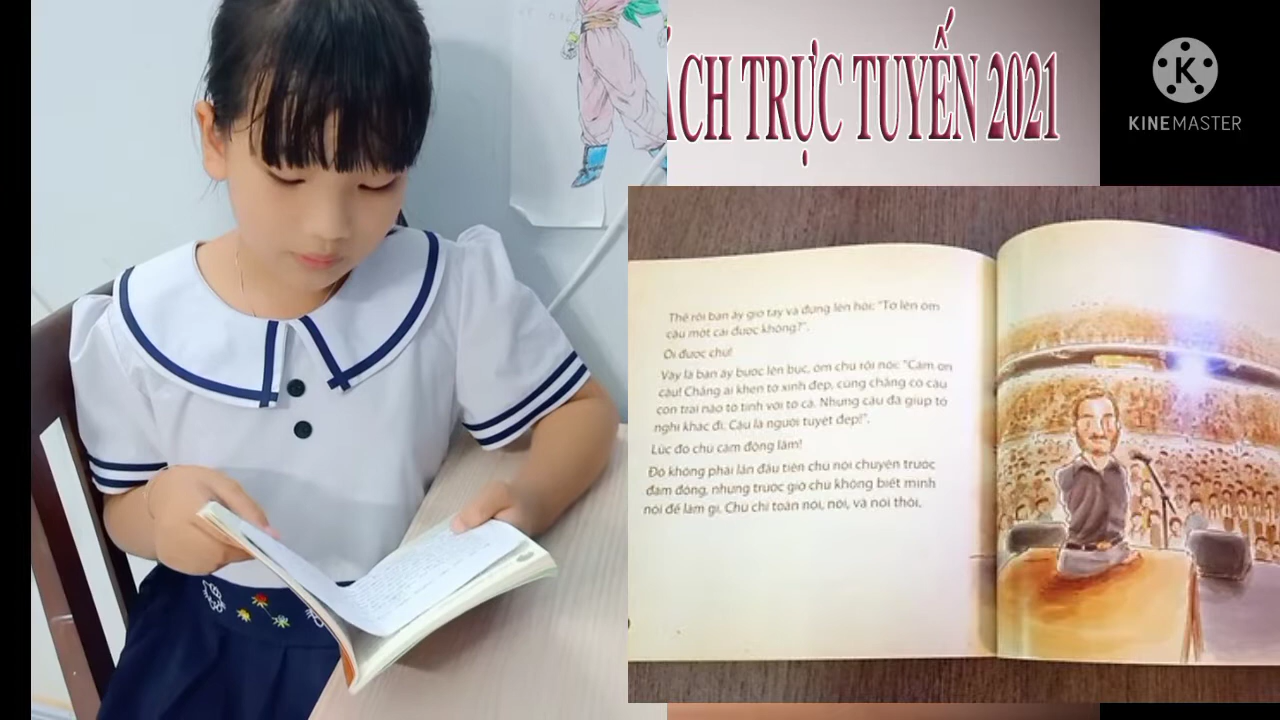 ÁCH TRỰC TUYẾN 2021
KINEMASTER
Thế rồi bạn ấy giơ tay và đứng lên hỏi: "Tớ lên ôm
cậu một cái được không?".
Ôi được chứ!
Vậy là bạn ấy bước lên bục, ôm chú rồi nói: "Cảm ơn
cậu! Chẳng ai khen tớ xinh đẹp, cũng chẳng có cậu
con trai nào tỏ tình với tớ cả. Nhưng cậu đã giúp tớ
nghĩ khác đi. Cậu là người tuyệt đẹp!".
Lúc đó chú cảm động lắm!
Đó không phải lần đầu tiên chú nói chuyện trước
đám đông, nhưng trước giờ chú không biết mình
nói để làm gì. Chú chỉ toàn nói, nói, và nói thôi.